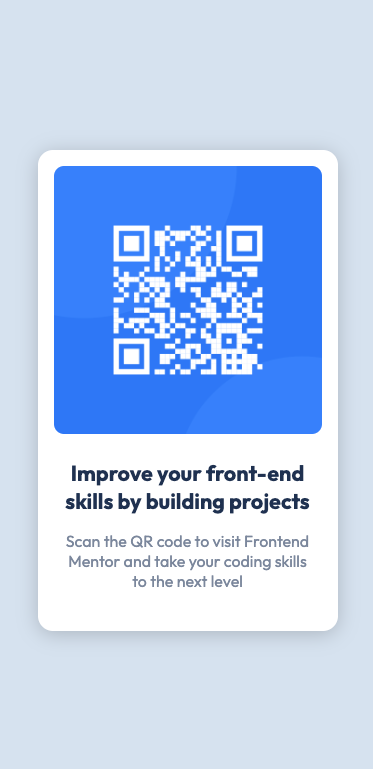 Improve your front-end
skills by building projects
Scan the QR code to visit Frontend
Mentor and take your coding skills
to the next level